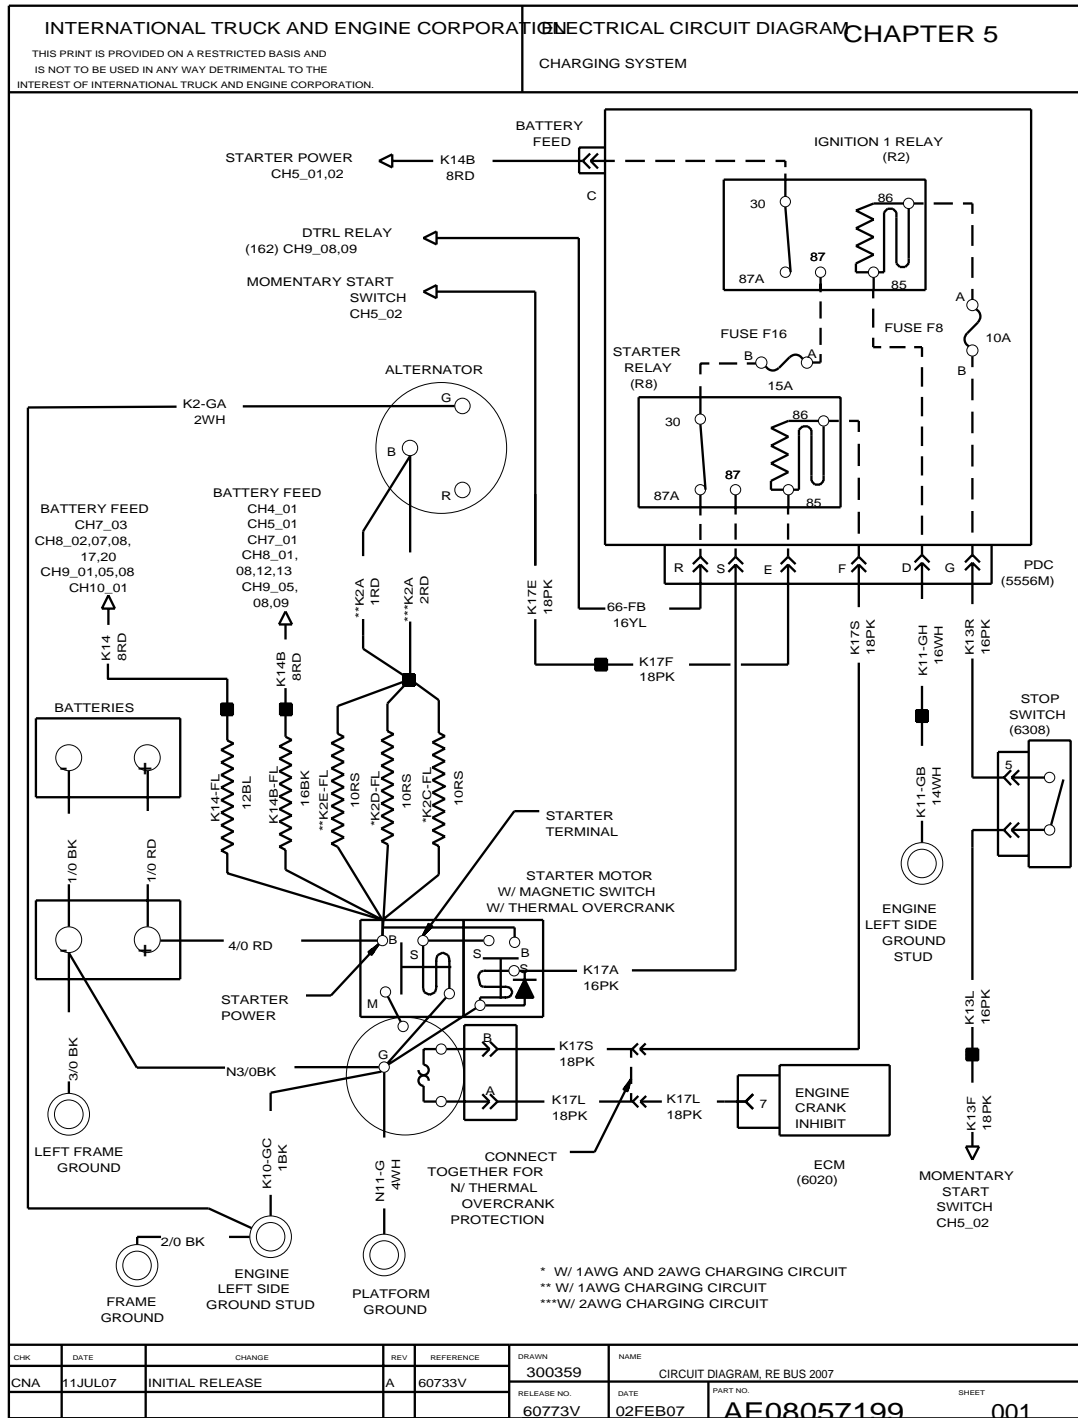 INTERNATIONAL TRUCK AND ENGINE CORPORATION
THIS PRINT IS PROVIDED ON A RESTRICTED BASIS AND
IS NOT TO BE USED IN ANY WAY DETRIMENTAL TO THE
INTEREST OF INTERNATIONAL TRUCK AND ENGINE CORPORATION.
ELECTRICAL CIRCUIT DIAGRAM
CHAPTER 5
CHARGING SYSTEM
BATTERY
FEED
C
STARTER POWER
CH5_01,02
K14B
8RD
IGNITION 1 RELAY
(R2)
30
86
87
87A
85
DTRL RELAY
(162) CH9_08,09
MOMENTARY START
SWITCH
CH5_02
FUSE F16
B
A
15A
FUSE F8
A
10A
B
STARTER
RELAY
(R8)
30
86
87
87A
85
ALTERNATOR
G
B
R
K2-GA
2WH
BATTERY FEED
CH7_03
CH8_02,07,08,
17,20
CH9_01,05,08
CH10_01
BATTERY FEED
CH4_01
CH5_01
CH7_01
CH8_01,
08,12,13
CH9_05,
08,09
**K2A
1RD
***K2A
2RD
K17E
18PK
R
S
E
F
D
G
PDC
(5556M)
66-FB
16YL
K17F
18PK
K17S
18PK
K11-GH
16WH
K13R
16PK
K14
8RD
K14B
8RD
BATTERIES
-
+
K14-FL
12BL
K14B-FL
16BK
**K2E-FL
10RS
*K2D-FL
10RS
*K2C-FL
10RS
STOP
SWITCH
(6308)
5
K11-GB
14WH
ENGINE
LEFT SIDE
GROUND
STUD
STARTER
TERMINAL
STARTER MOTOR
W/ MAGNETIC SWITCH
W/ THERMAL OVERCRANK
1/0 BK
1/0 RD
-
+
4/0 RD
STARTER
POWER
B
S
M
S
B
S
K17A
16PK
G
B
A
K17S
18PK
K17L
18PK
K17L
18PK
7
ENGINE
CRANK
INHIBIT
ECM
(6020)
K13L
16PK
K13F
18PK
MOMENTARY
START
SWITCH
CH5_02
3/0 BK
N3/0BK
LEFT FRAME
GROUND
K10-GC
1BK
N11-G
4WH
CONNECT
TOGETHER FOR
N/ THERMAL
OVERCRANK
PROTECTION
2/0 BK
FRAME
GROUND
ENGINE
LEFT SIDE
GROUND STUD
PLATFORM
GROUND
* W/ 1AWG AND 2AWG CHARGING CIRCUIT
** W/ 1AWG CHARGING CIRCUIT
***W/ 2AWG CHARGING CIRCUIT
CHK DATE CHANGE REV REFERENCE
CNA 11JUL07 INITIAL RELEASE A 60733V
DRAWN
300359
NAME
CIRCUIT DIAGRAM, RE BUS 2007
RELEASE NO.
60773V
DATE
02FEB07
PART NO.
AE08057199
SHEET
001